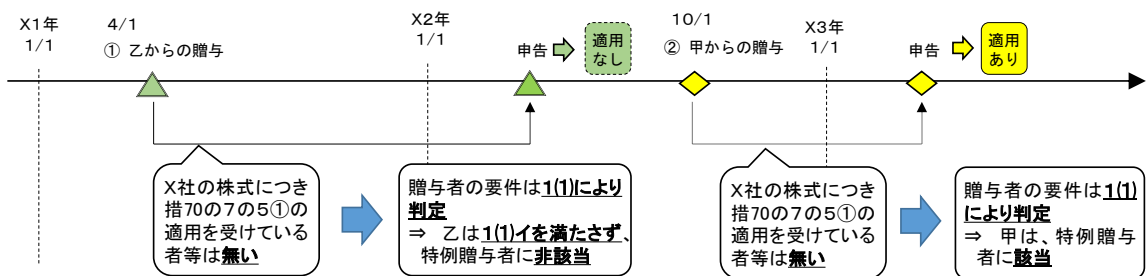 X1年
1/1
4/1
① 乙からの贈与
X2年
1/1
申告
適用
なし
10/1
② 甲からの贈与
X3年
1/1
申告
適用
あり
X社の株式につき
措70の7の5①の
適用を受けている
者等は無い
贈与者の要件は1(1)により
判定
⇒ 乙は1(1)イを満たさず、
特例贈与者に非該当
X社の株式につき
措70の7の5①の
適用を受けている
者等は無い
贈与者の要件は1(1)
により判定
⇒ 甲は、特例贈与
者に該当